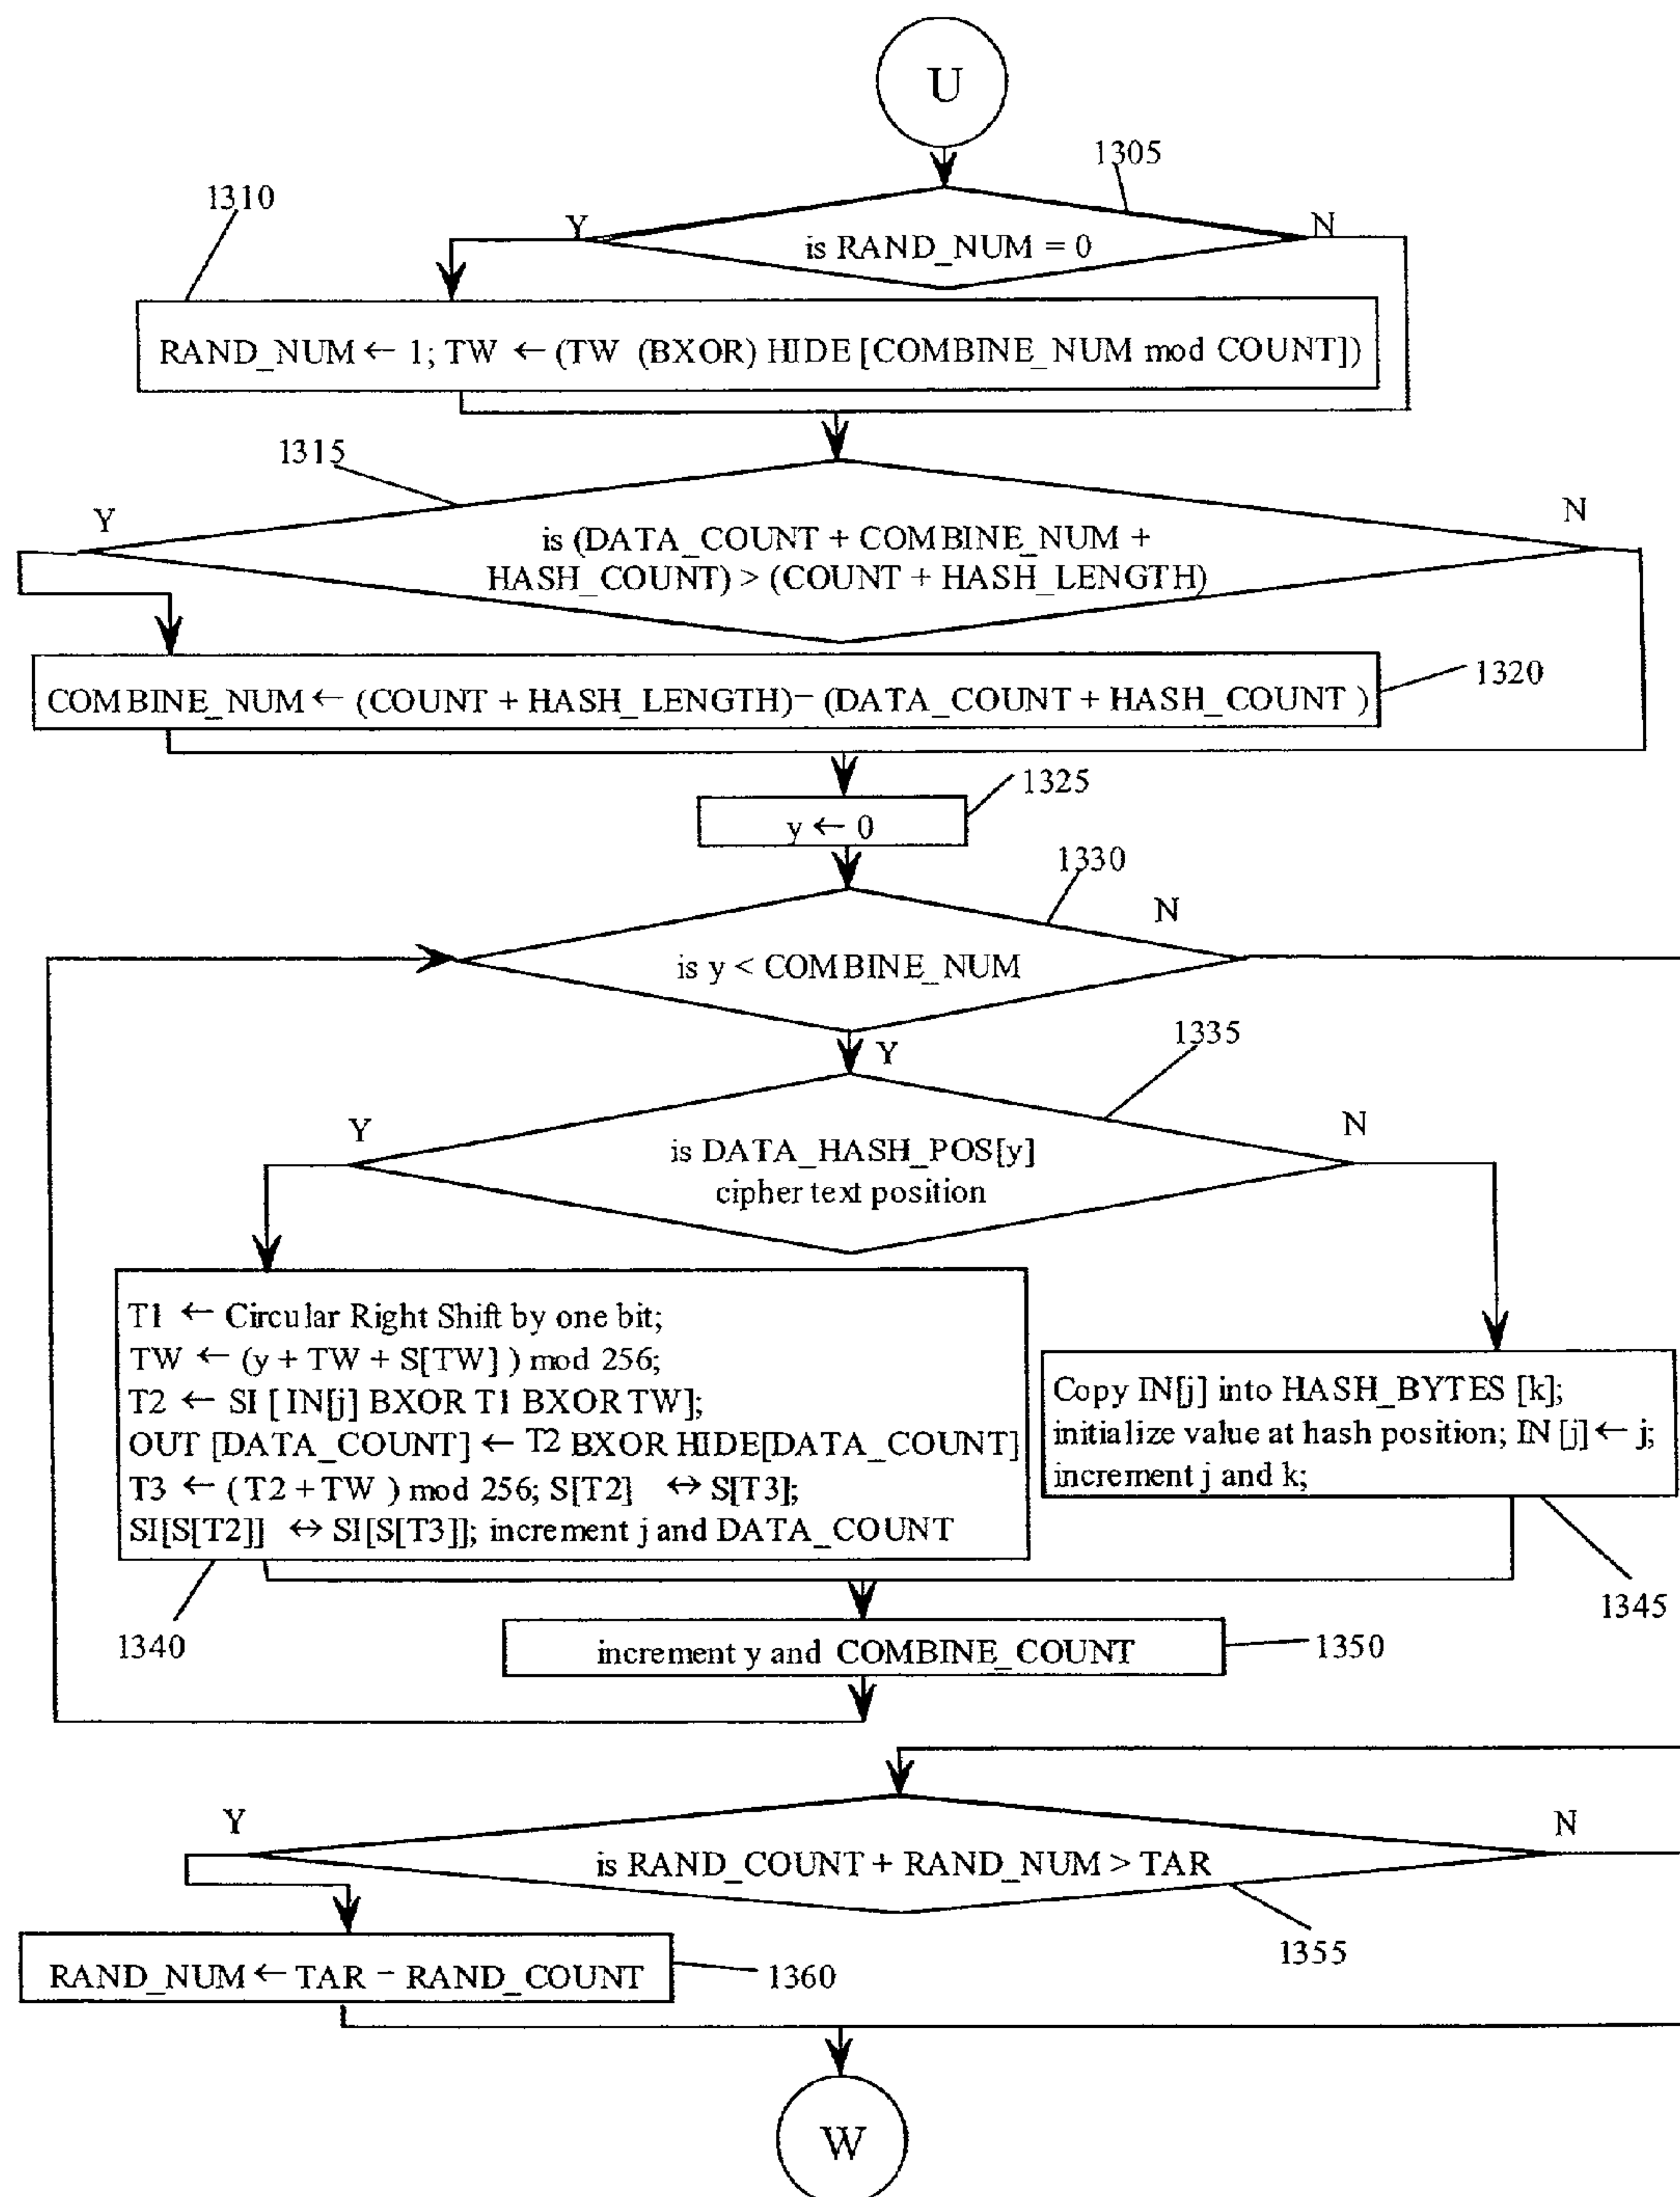 U
1305
1310
Y
N
is RAND_NUM = 0
RAND_NUM ← 1; TW ← (TW (BXOR) HIDE [COMBINE_NUM mod COUNT])
1315
Y
N
is (DATA_COUNT + COMBINE_NUM +
HASH_COUNT) > (COUNT + HASH_LENGTH)
1320
COMBINE_NUM ← (COUNT + HASH_LENGTH) − (DATA_COUNT + HASH_COUNT )
1325
y ← 0
1330
N
is y < COMBINE_NUM
1335
Y
Y
N
is DATA_HASH_POS[y]
cipher text position
T1 ← Circular Right Shift by one bit;
TW ← (y + TW + S[TW] ) mod 256;
T2 ← SI [ IN[j] BXOR T1 BXOR TW];
OUT [DATA_COUNT] ← T2 BXOR HIDE[DATA_COUNT]
T3 ← (T2 + TW ) mod 256; S[T2] ↔ S[T3];
SI[S[T2]] ↔ SI[S[T3]]; increment j and DATA_COUNT
Copy IN[j] into HASH_BYTES [k];
initialize value at hash position; IN [j] ← j;
increment j and k;
1345
1340
increment y and COMBINE_COUNT
1350
Y
N
is RAND_COUNT + RAND_NUM > TAR
1355
RAND_NUM ← TAR − RAND_COUNT
1360
W